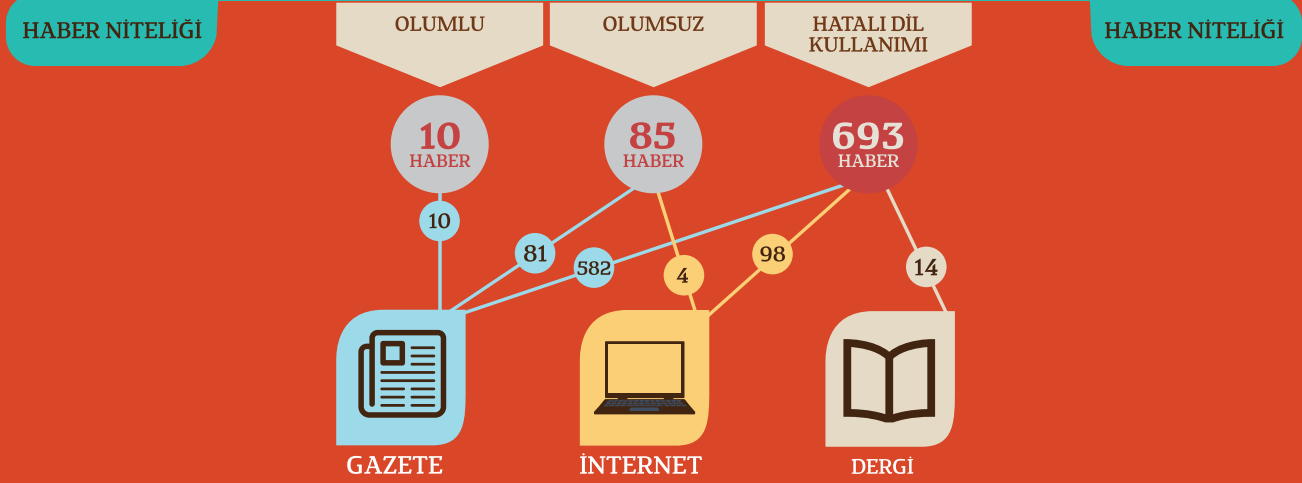 HABER NİTELİĞİ
OLUMLU
OLUMSUZ
HATALI DİL
KULLANIMI
HABER NİTELİĞİ
10
HABER
85
HABER
693
HABER
10
81
582
4
98
14
GAZETE
İNTERNET
DERGİ